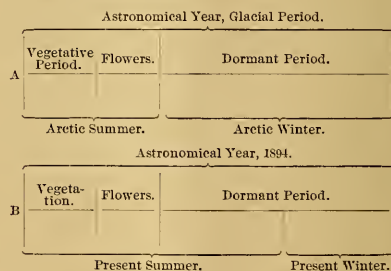 Astronomical Year, Glacial Period.
Vegetative Period. Flowers. Dormant Period.
A
Arctic Summer. Arctic Winter.
Astronomical Year, 1894.
Vegeta-
tion. Flowers. Dormant Period.
B
Present Summer. Present Winter.